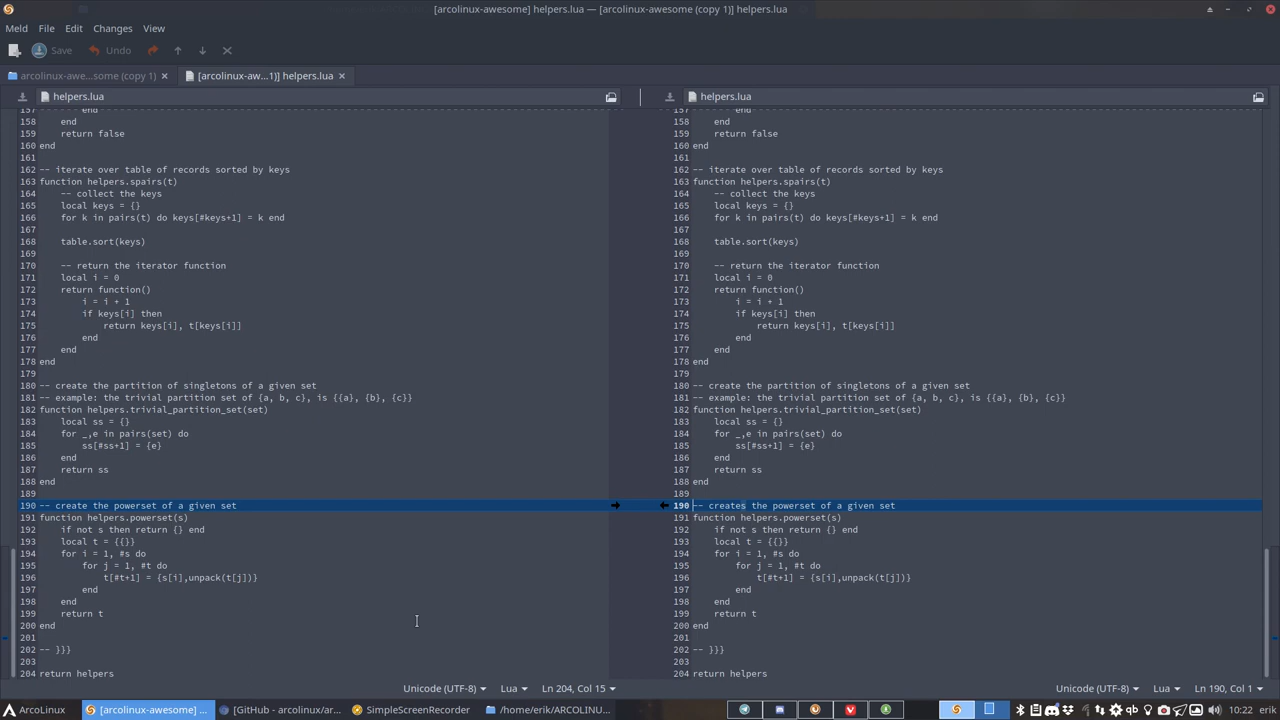 [arcolinux-awesome] helpers.lua — [arcolinux-awesome (copy 1)] helpers.lua
Meld File Edit Changes View
Save Undo
arcolinux-awe...some (copy 1) [arcolinux-aw...1)] helpers.lua
helpers.lua
157         end
158     end
159     return false
160 end
161
162 -- iterate over table of records sorted by keys
163 function helpers.spairs(t)
164     -- collect the keys
165     local keys = {}
166     for k in pairs(t) do keys[#keys+1] = k end
167
168     table.sort(keys)
169
170     -- return the iterator function
171     local i = 0
172     return function()
173         i = i + 1
174         if keys[i] then
175             return keys[i], t[keys[i]]
176         end
177     end
178 end
179
180 -- create the partition of singletons of a given set
181 -- example: the trivial partition set of {a, b, c}, is {{a}, {b}, {c}}
182 function helpers.trivial_partition_set(set)
183     local ss = {}
184     for _,e in pairs(set) do
185         ss[#ss+1] = {e}
186     end
187     return ss
188 end
189
190 -- create the powerset of a given set
191 function helpers.powerset(s)
192     if not s then return {} end
193     local t = {{}}
194     for i = 1, #s do
195         for j = 1, #t do
196             t[#t+1] = {s[i],unpack(t[j])}
197         end
198     end
199     return t
200 end
201
202 -- }}}
203
204 return helpers
Unicode (UTF-8) Lua Ln 204, Col 15
helpers.lua
157         end
158     end
159     return false
160 end
161
162 -- iterate over table of records sorted by keys
163 function helpers.spairs(t)
164     -- collect the keys
165     local keys = {}
166     for k in pairs(t) do keys[#keys+1] = k end
167
168     table.sort(keys)
169
170     -- return the iterator function
171     local i = 0
172     return function()
173         i = i + 1
174         if keys[i] then
175             return keys[i], t[keys[i]]
176         end
177     end
178 end
179
180 -- create the partition of singletons of a given set
181 -- example: the trivial partition set of {a, b, c}, is {{a}, {b}, {c}}
182 function helpers.trivial_partition_set(set)
183     local ss = {}
184     for _,e in pairs(set) do
185         ss[#ss+1] = {e}
186     end
187     return ss
188 end
189
190 -- creates the powerset of a given set
191 function helpers.powerset(s)
192     if not s then return {} end
193     local t = {{}}
194     for i = 1, #s do
195         for j = 1, #t do
196             t[#t+1] = {s[i],unpack(t[j])}
197         end
198     end
199     return t
200 end
201
202 -- }}}
203
204 return helpers
Unicode (UTF-8) Lua Ln 190, Col 1
ArcoLinux [arcolinux-awesome] ... [GitHub - arcolinux/ar... SimpleScreenRecorder /home/erik/ARCOLINU... qb 10:22 erik